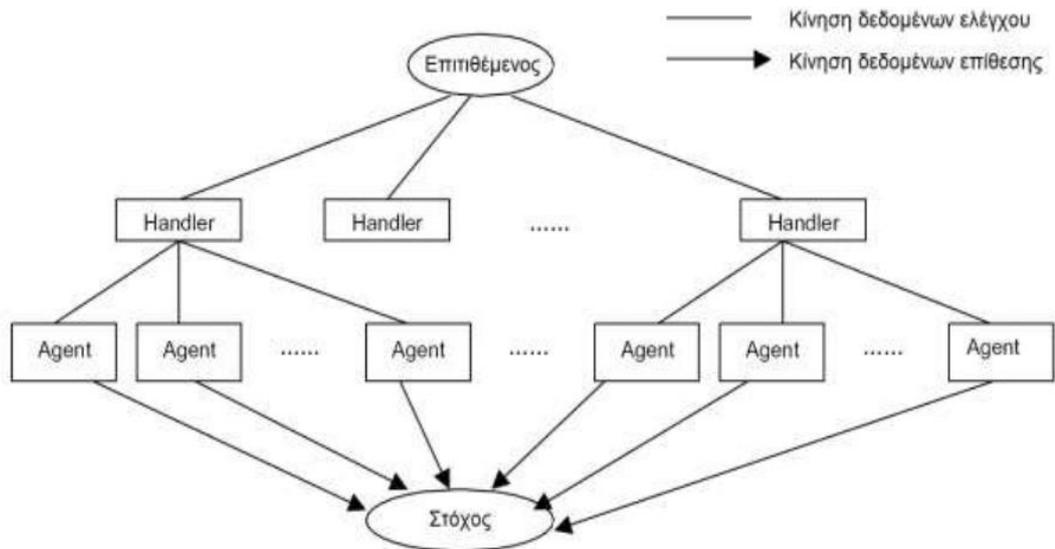 Κίνηση δεδομένων ελέγχου
Επιτιθέμενος
Κίνηση δεδομένων επίθεσης
Handler
Handler
......
Handler
Agent
Agent
......
Agent
......
Agent
Agent
......
Agent
Στόχος